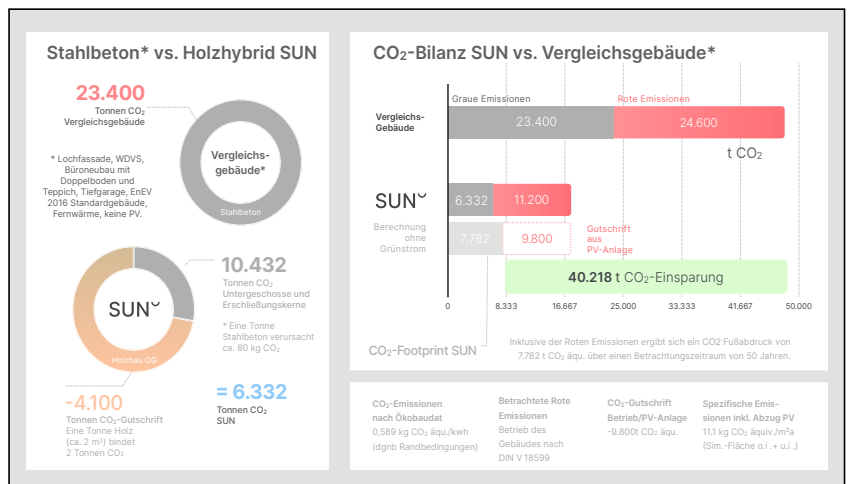 Stahlbeton* vs. Holzhybrid SUN
23.400
Tonnen CO₂
Vergleichsgebäude
* Lochfassade, WDVS,
Büroneubau mit
Doppelboden und
Teppich, Tiefgarage, EnEV
2016 Standardgebäude,
Fernwärme, keine PV.
Vergleichs-
gebäude*
Stahlbeton
SUN
Holzbau OG
10.432
Tonnen CO₂
Untergeschosse und
Erschließungskerne
* Eine Tonne
Stahlbeton verursacht
ca. 80 kg CO₂
-4.100
Tonnen CO₂-Gutschrift
Eine Tonne Holz
(ca. 2 m³) bindet
2 Tonnen CO₂
= 6.332
Tonnen CO₂
SUN
CO₂-Bilanz SUN vs. Vergleichsgebäude*
Graue Emissionen
Rote Emissionen
Vergleichs-
Gebäude
23.400
24.600
t CO₂
SUN
6.332
11.200
Berechnung
ohne
Grünstrom
7.782
9.800
Gutschrift
aus
PV-Anlage
40.218 t CO₂-Einsparung
0 8.333 16.667 25.000 33.333 41.667 50.000
CO₂-Footprint SUN
Inklusive der Roten Emissionen ergibt sich ein CO2 Fußabdruck von
7.782 t CO₂ äqu. über einen Betrachtungszeitraum von 50 Jahren.
CO₂-Emissionen
nach Ökobaudat
0,589 kg CO₂ äqu./kwh
(dgnb Randbedingungen)
Betrachtete Rote
Emissionen
Betrieb des
Gebäudes nach
DIN V 18599
CO₂-Gutschrift
Betrieb/PV-Anlage
-9.800t CO₂ äqu.
Spezifische Emis-
sionen inkl. Abzug PV
11.1 kg CO₂ äquiv./m²a
(Sim.-Fläche o.i .+ u.i .)